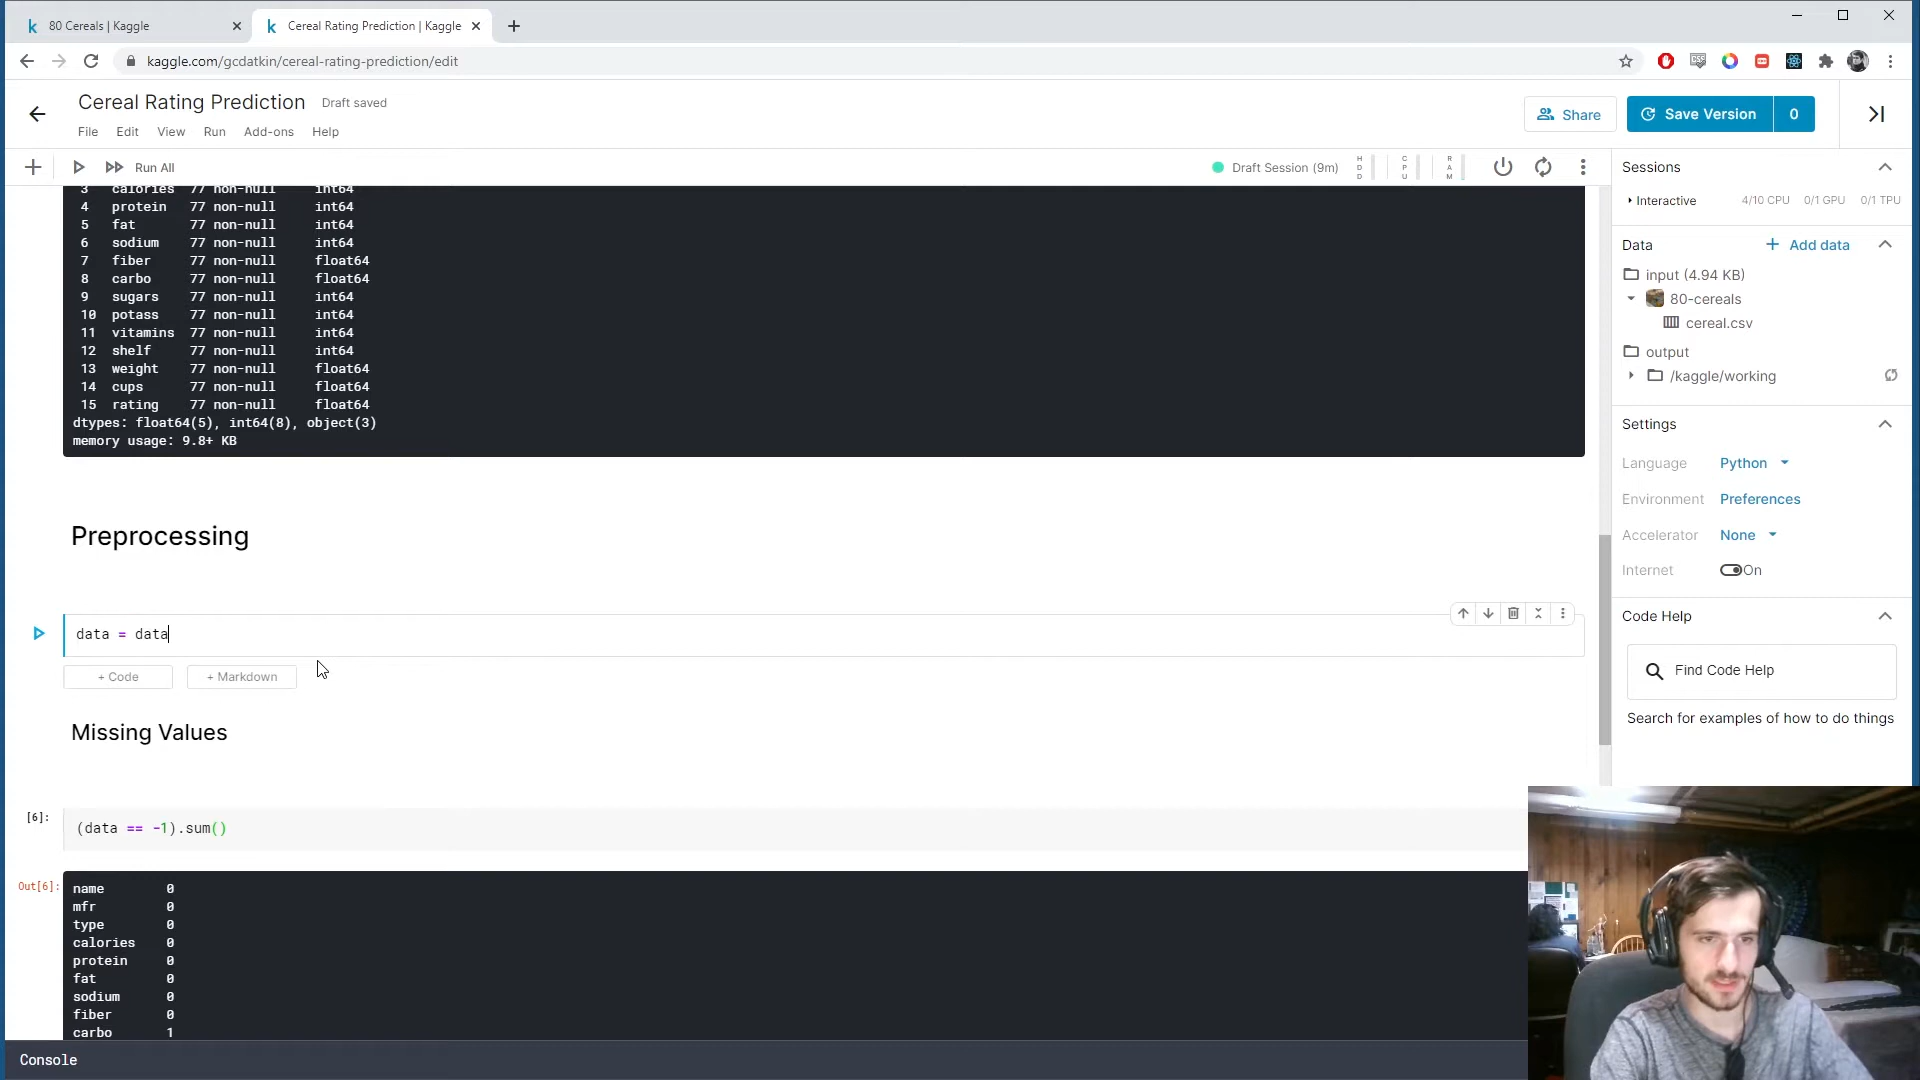 80 Cereals | Kaggle
Cereal Rating Prediction | Kaggle
kaggle.com/gcdatkin/cereal-rating-prediction/edit
Cereal Rating Prediction
Draft saved
File Edit View Run Add-ons Help
Share
Save Version 0
Run All
Draft Session (9m)
HDD
CPU
RAM
3 calories 77 non-null int64
4 protein 77 non-null int64
5 fat 77 non-null int64
6 sodium 77 non-null int64
7 fiber 77 non-null float64
8 carbo 77 non-null float64
9 sugars 77 non-null int64
10 potass 77 non-null int64
11 vitamins 77 non-null int64
12 shelf 77 non-null int64
13 weight 77 non-null float64
14 cups 77 non-null float64
15 rating 77 non-null float64
dtypes: float64(5), int64(8), object(3)
memory usage: 9.8+ KB
Preprocessing
data = data
+ Code + Markdown
Missing Values
[6]:
(data == -1).sum()
Out[6]:
name 0
mfr 0
type 0
calories 0
protein 0
fat 0
sodium 0
fiber 0
carbo 1
Console
Sessions
Interactive 4/10 CPU 0/1 GPU 0/1 TPU
Data + Add data
input (4.94 KB)
80-cereals
cereal.csv
output
/kaggle/working
Settings
Language Python
Environment Preferences
Accelerator None
Internet On
Code Help
Find Code Help
Search for examples of how to do things